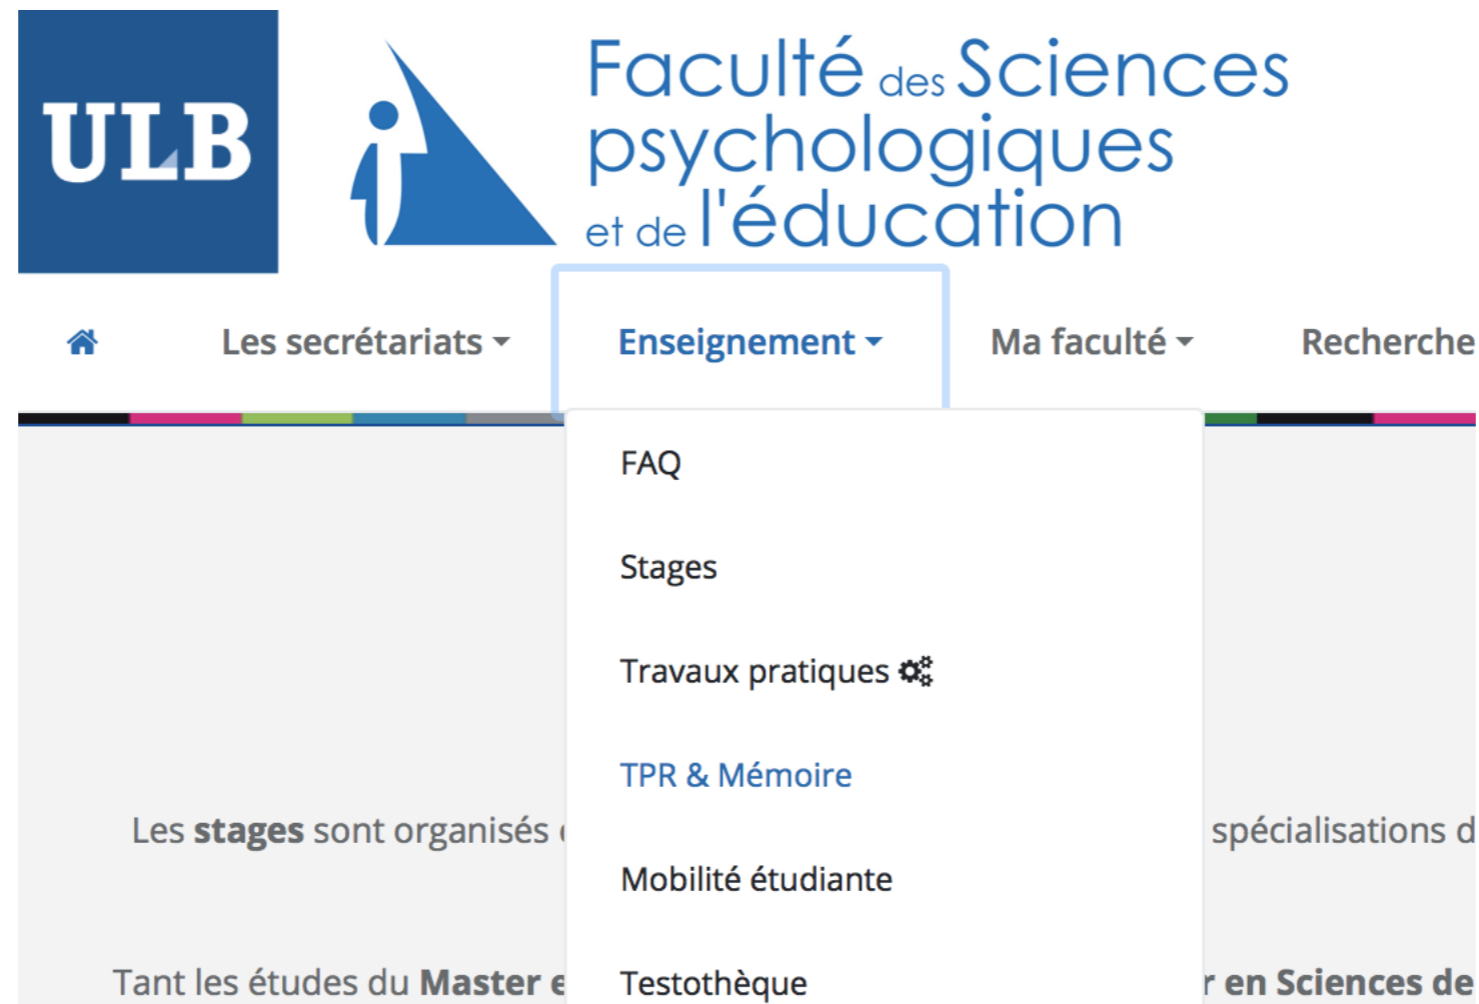 ULB
Faculté des Sciences
psychologiques
et de l'éducation
Les secrétariats
Enseignement
Ma faculté
Recherche
FAQ
Stages
Travaux pratiques
TPR & Mémoire
Les stages sont organisés
spécialisations d
Mobilité étudiante
Tant les études du Master e
Testothèque
r en Sciences de